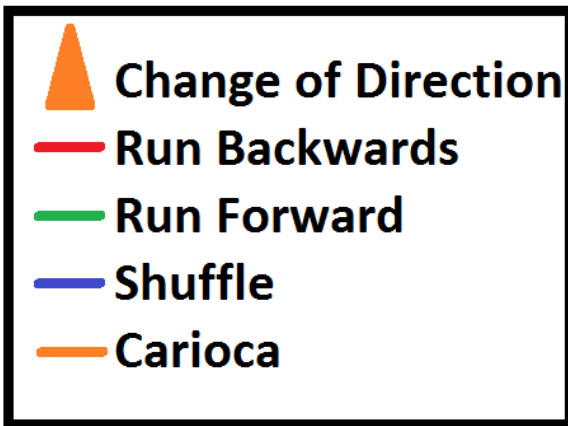 Change of Direction
Run Backwards
Run Forward
Shuffle
Carioca